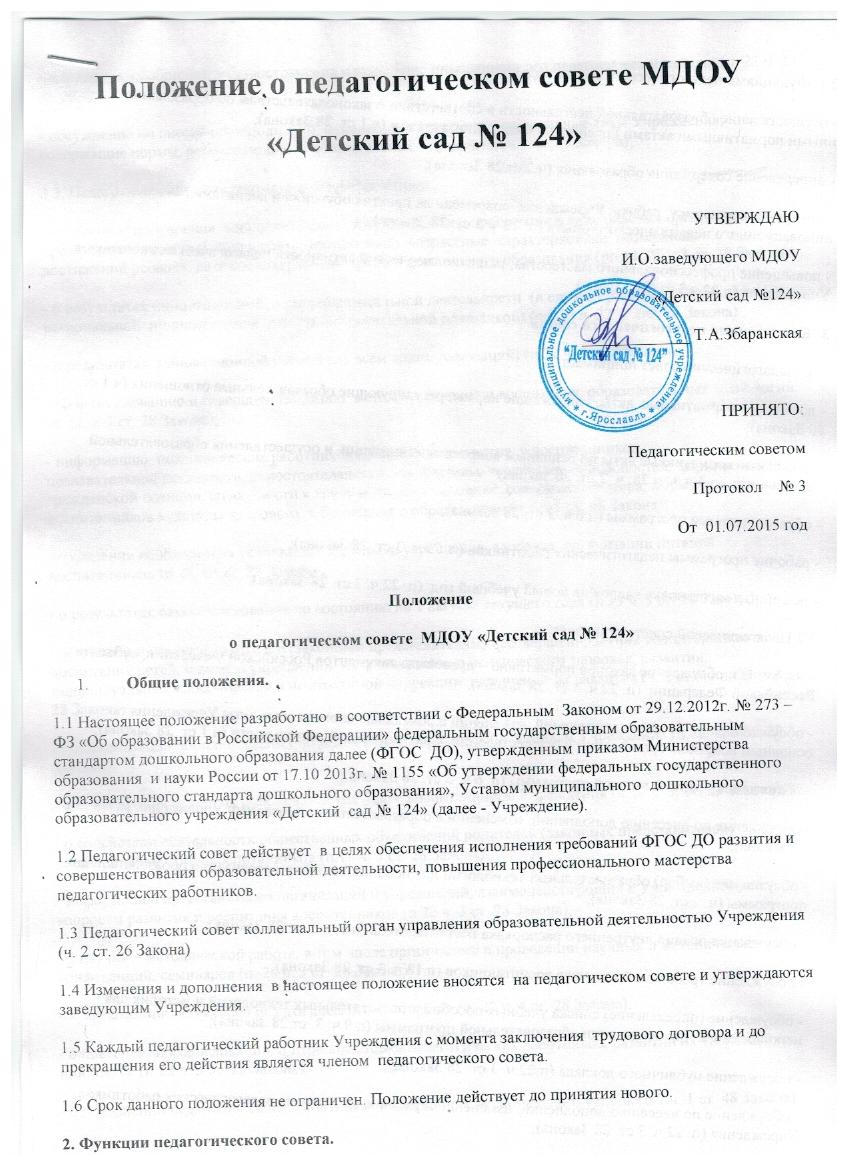 Положение о педагогическом совете МДОУ
«Детский сад № 124»
УТВЕРЖДАЮ
И.О.заведующего МДОУ
«Детский сад №124»
Т.А.Збаранская
муниципальное дошкольное образовательное учреждение
"Детский сад № 124"
г.Ярославль
ПРИНЯТО:
Педагогическим советом
Протокол № 3
От 01.07.2015 год
Положение
о педагогическом совете МДОУ «Детский сад № 124»
1. Общие положения.
1.1 Настоящее положение разработано в соответствии с Федеральным Законом от 29.12.2012г. № 273 –
ФЗ «Об образовании в Российской Федерации» федеральным государственным образовательным
стандартом дошкольного образования далее (ФГОС ДО), утвержденным приказом Министерства
образования и науки России от 17.10 2013г. № 1155 «Об утверждении федеральных государственного
образовательного стандарта дошкольного образования», Уставом муниципального дошкольного
образовательного учреждения «Детский сад № 124» (далее - Учреждение).
1.2 Педагогический совет действует в целях обеспечения исполнения требований ФГОС ДО развития и
совершенствования образовательной деятельности, повышения профессионального мастерства
педагогических работников.
1.3 Педагогический совет коллегиальный орган управления образовательной деятельностью Учреждения
(ч. 2 ст. 26 Закона)
1.4 Изменения и дополнения в настоящее положение вносятся на педагогическом совете и утверждаются
заведующим Учреждения.
1.5 Каждый педагогический работник Учреждения с момента заключения трудового договора и до
прекращения его действия является членом педагогического совета.
1.6 Срок данного положения не ограничен. Положение действует до принятия нового.
2. Функции педагогического совета.